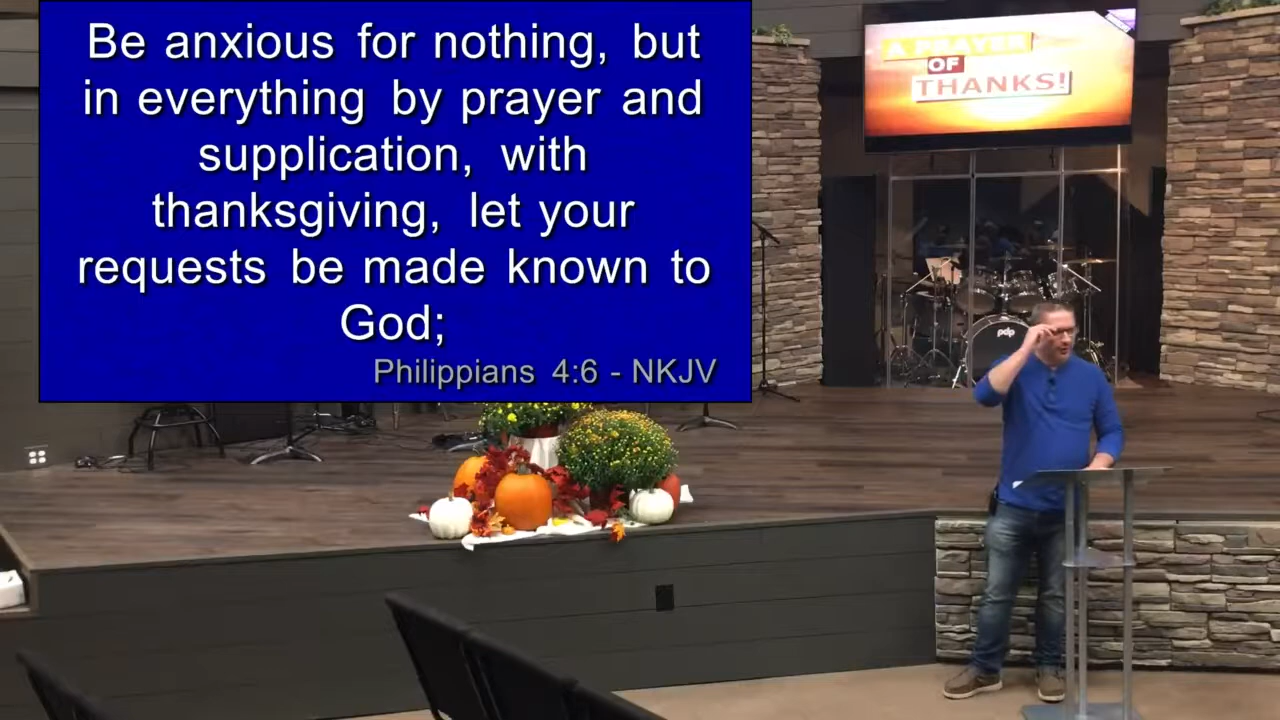 Be anxious for nothing, but
in everything by prayer and
supplication, with
thanksgiving, let your
requests be made known to
God;
Philippians 4:6 - NKJV
A PRAYER
OF
THANKS!
pdp